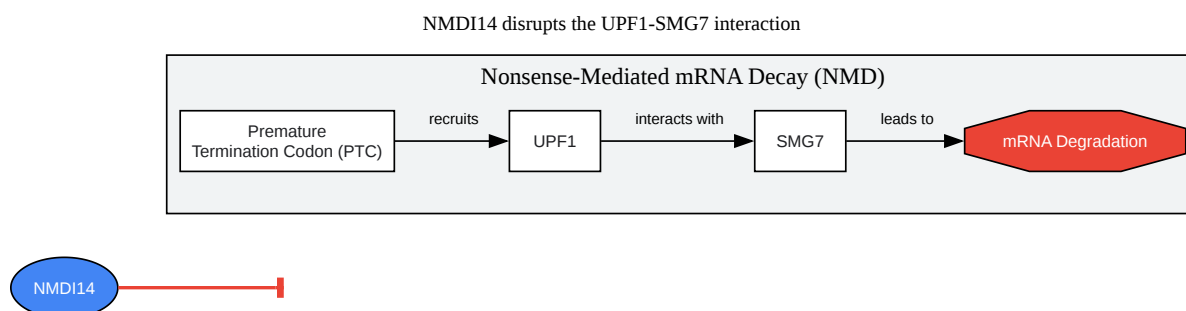 NMDI14 disrupts the UPF1-SMG7 interaction
Nonsense-Mediated mRNA Decay (NMD)
Premature
Termination Codon (PTC)
recruits
UPF1
interacts with
SMG7
leads to
mRNA Degradation
NMDI14